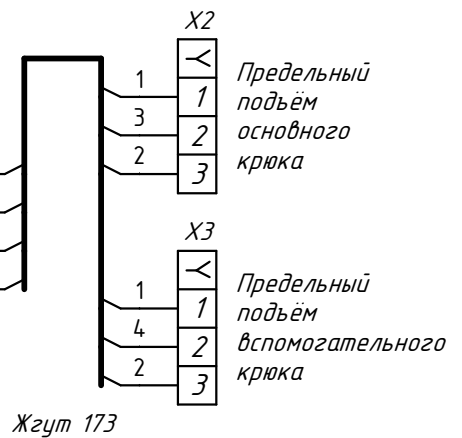 X2
1 1
3 2
2 3
Предельный
подъём
основного
крюка
X3
1 1
4 2
2 3
Предельный
подъём
вспомогательного
крюка
Жгут 173